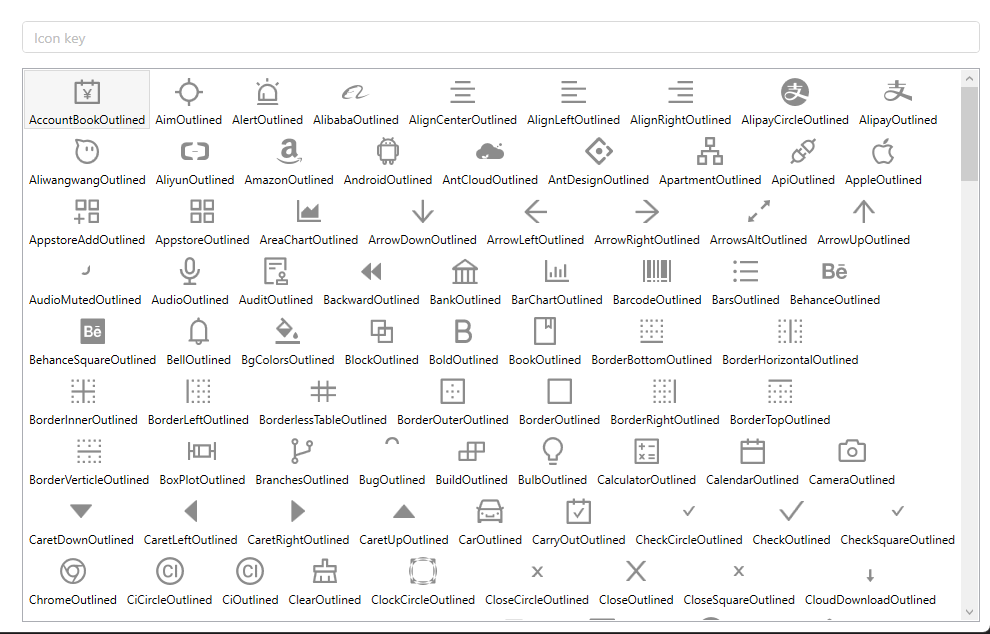 Icon key
AccountBookOutlined AimOutlined AlertOutlined AlibabaOutlined AlignCenterOutlined AlignLeftOutlined AlignRightOutlined AlipayCircleOutlined AlipayOutlined
AliwangwangOutlined AliyunOutlined AmazonOutlined AndroidOutlined AntCloudOutlined AntDesignOutlined ApartmentOutlined ApiOutlined AppleOutlined
AppstoreAddOutlined AppstoreOutlined AreaChartOutlined ArrowDownOutlined ArrowLeftOutlined ArrowRightOutlined ArrowsAltOutlined ArrowUpOutlined
Bē
AudioMutedOutlined AudioOutlined AuditOutlined BackwardOutlined BankOutlined BarChartOutlined BarcodeOutlined BarsOutlined BehanceOutlined
Bē B
BehanceSquareOutlined BellOutlined BgColorsOutlined BlockOutlined BoldOutlined BookOutlined BorderBottomOutlined BorderHorizontalOutlined
BorderInnerOutlined BorderLeftOutlined BorderlessTableOutlined BorderOuterOutlined BorderOutlined BorderRightOutlined BorderTopOutlined
BorderVerticleOutlined BoxPlotOutlined BranchesOutlined BugOutlined BuildOutlined BulbOutlined CalculatorOutlined CalendarOutlined CameraOutlined
CaretDownOutlined CaretLeftOutlined CaretRightOutlined CaretUpOutlined CarOutlined CarryOutOutlined CheckCircleOutlined CheckOutlined CheckSquareOutlined
CI CI
ChromeOutlined CiCircleOutlined CiOutlined ClearOutlined ClockCircleOutlined CloseCircleOutlined CloseOutlined CloseSquareOutlined CloudDownloadOutlined